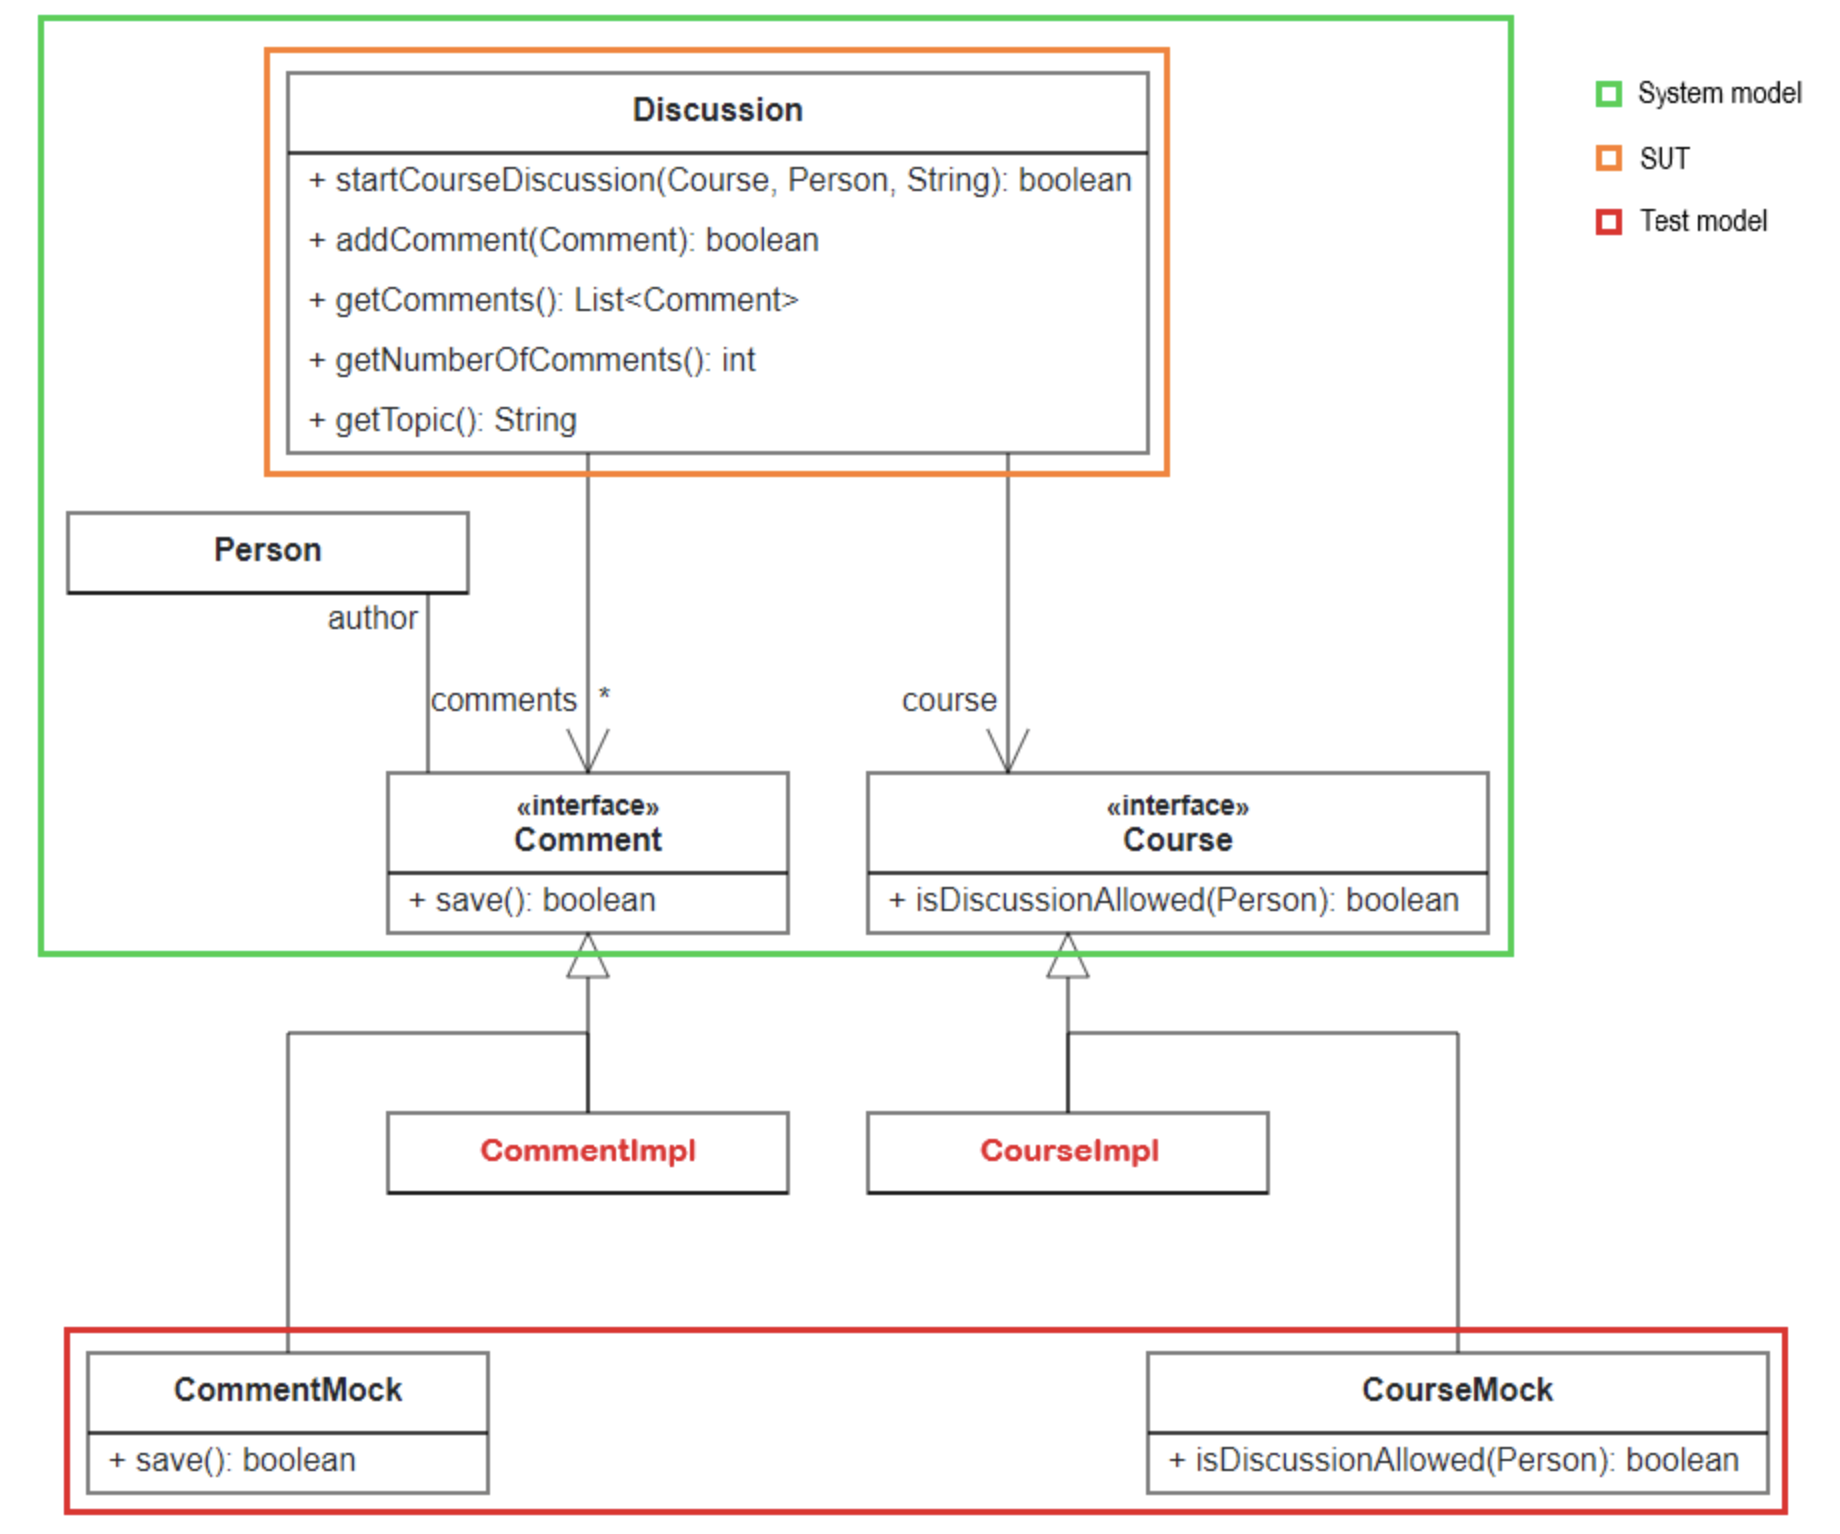 Discussion
+ startCourseDiscussion(Course, Person, String): boolean
+ addComment(Comment): boolean
+ getComments(): List<Comment>
+ getNumberOfComments(): int
+ getTopic(): String
System model
SUT
Test model
Person
author
comments *
course
«interface»
Comment
+ save(): boolean
«interface»
Course
+ isDiscussionAllowed(Person): boolean
CommentImpl
CourseImpl
CommentMock
+ save(): boolean
CourseMock
+ isDiscussionAllowed(Person): boolean